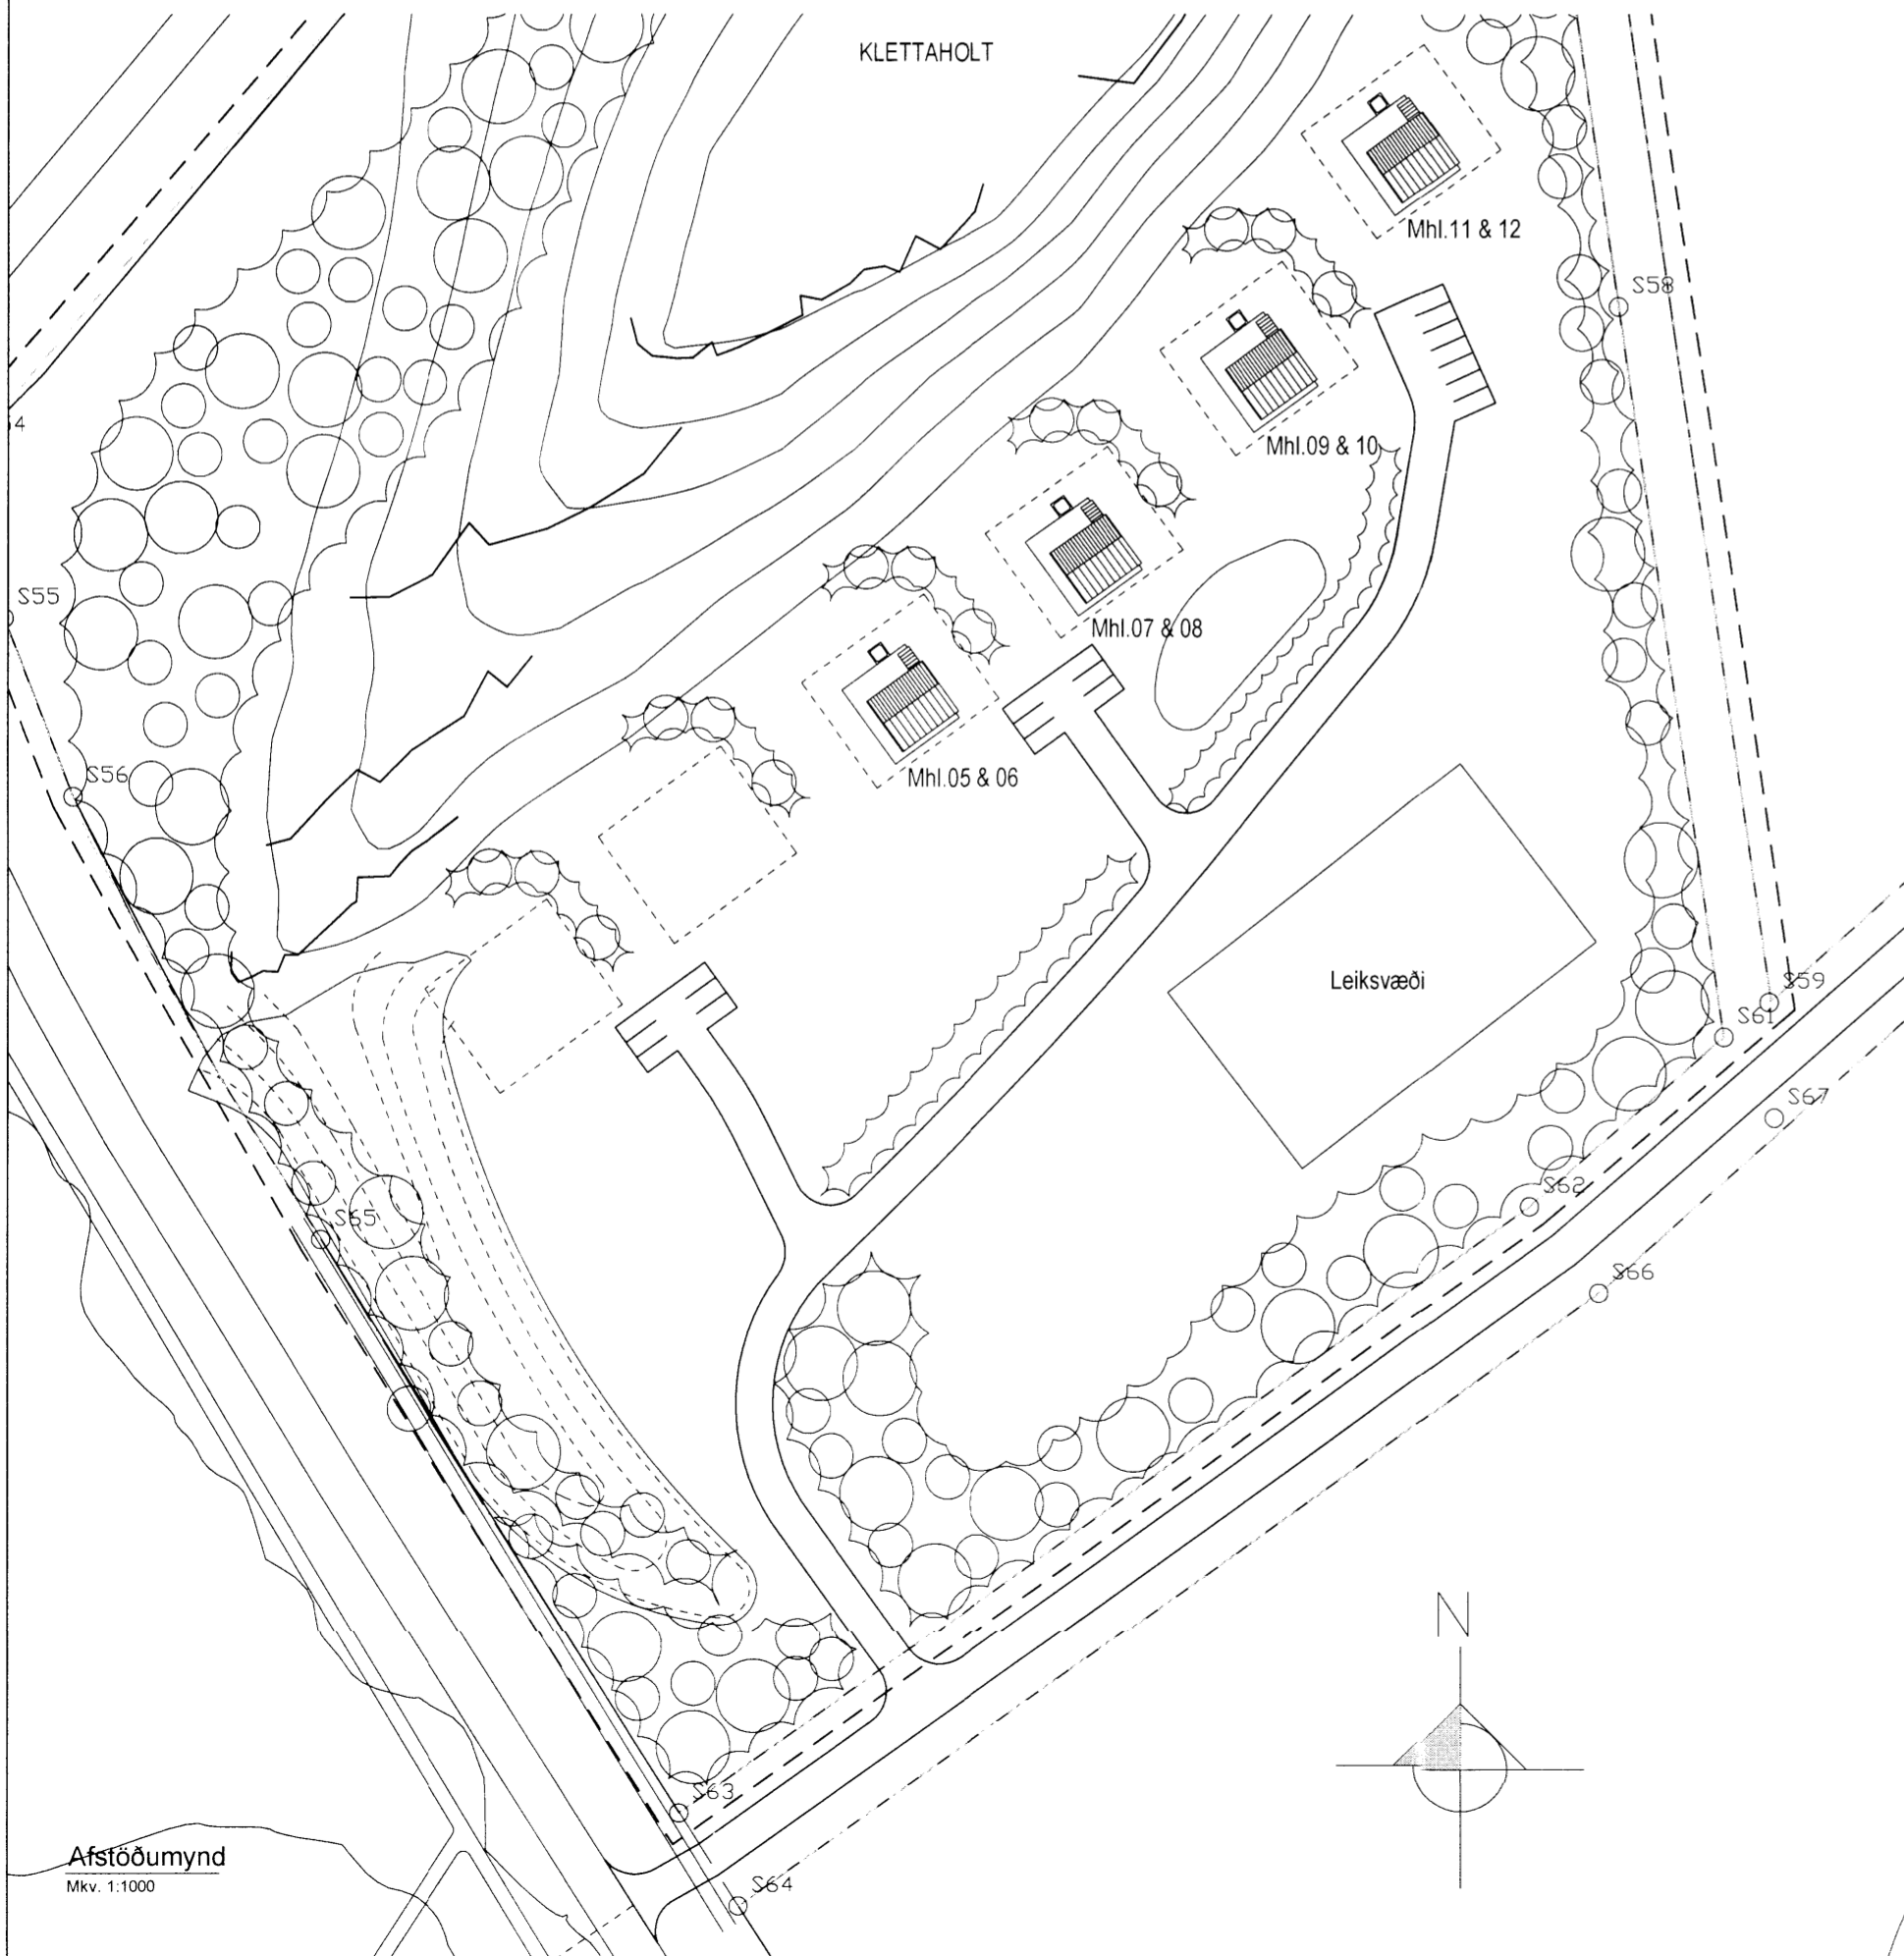 KLETTAHOLT
Mhl.11 & 12
S58
Mhl.09 & 10
S55
Mhl.07 & 08
S56
Mhl.05 & 06
Leiksvæði
S59
S61
S67
S62
S65
S66
N
S63
Afstöðumynd
Mkv. 1:1000
S64